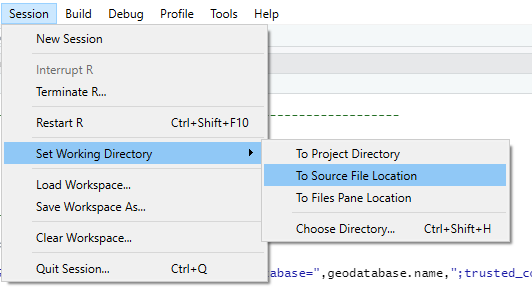 Session Build Debug Profile Tools Help
New Session
Interrupt R
Terminate R...
Restart R Ctrl+Shift+F10
Set Working Directory
To Project Directory
To Source File Location
To Files Pane Location
Choose Directory... Ctrl+Shift+H
Load Workspace...
Save Workspace As...
Clear Workspace...
Quit Session... Ctrl+Q
tabase=",geodatabase.name,";trusted_co